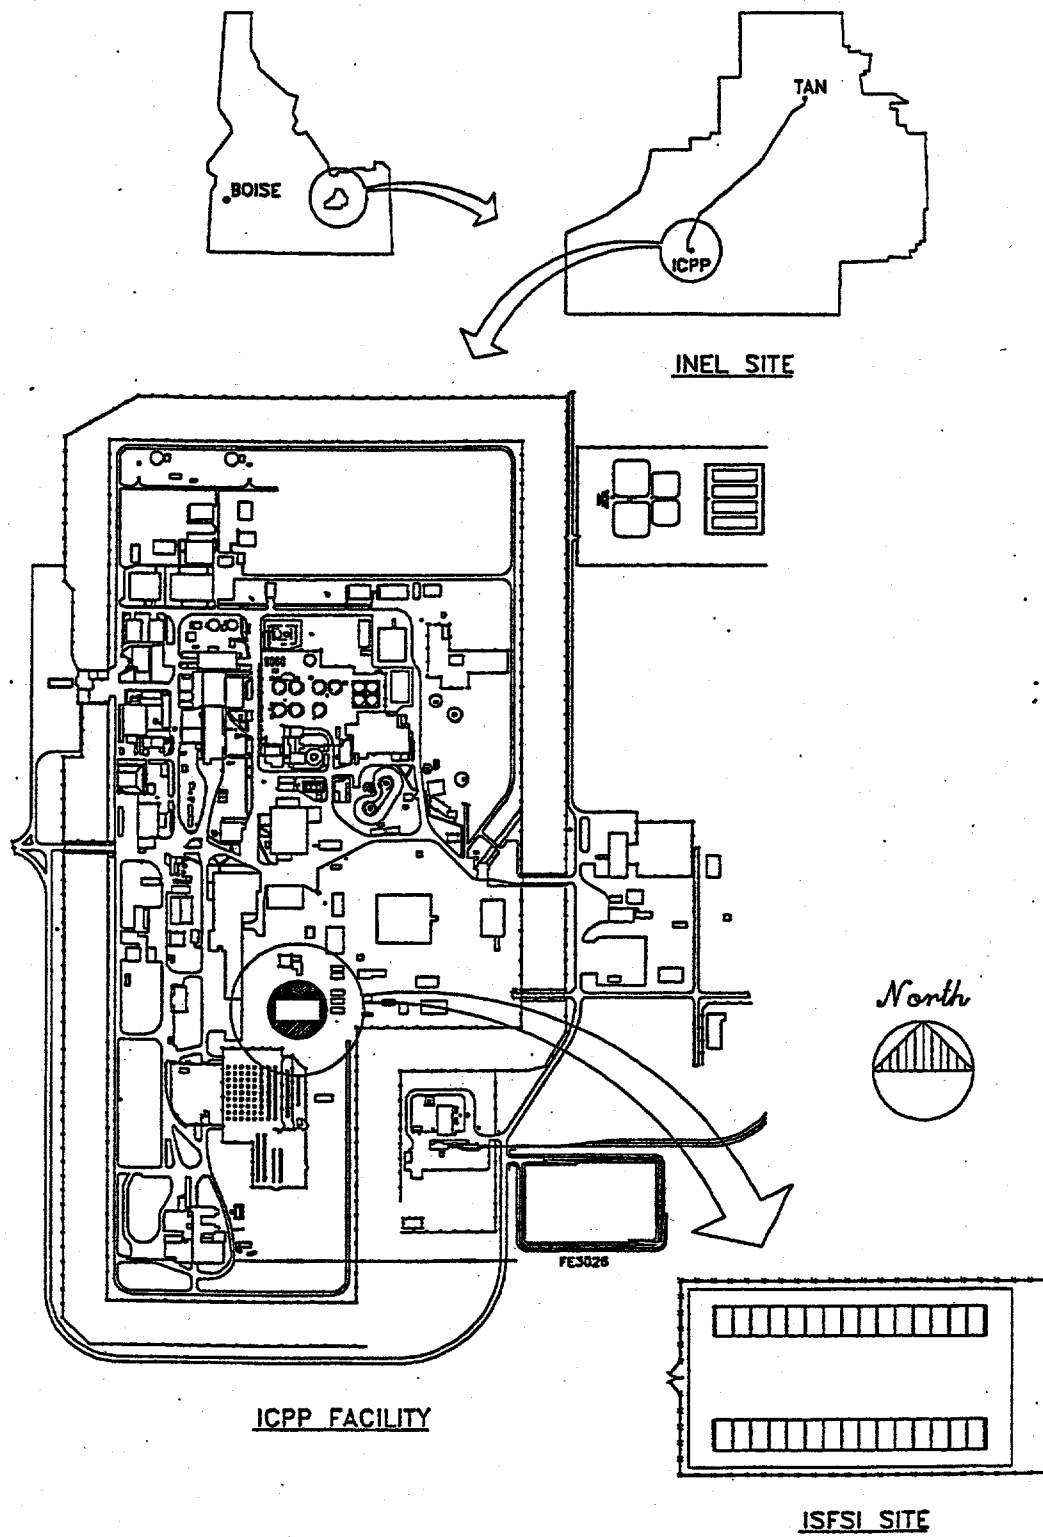 BOISE
TAN
ICPP
INEL SITE
North
FE3026
ICPP FACILITY
ISFSI SITE